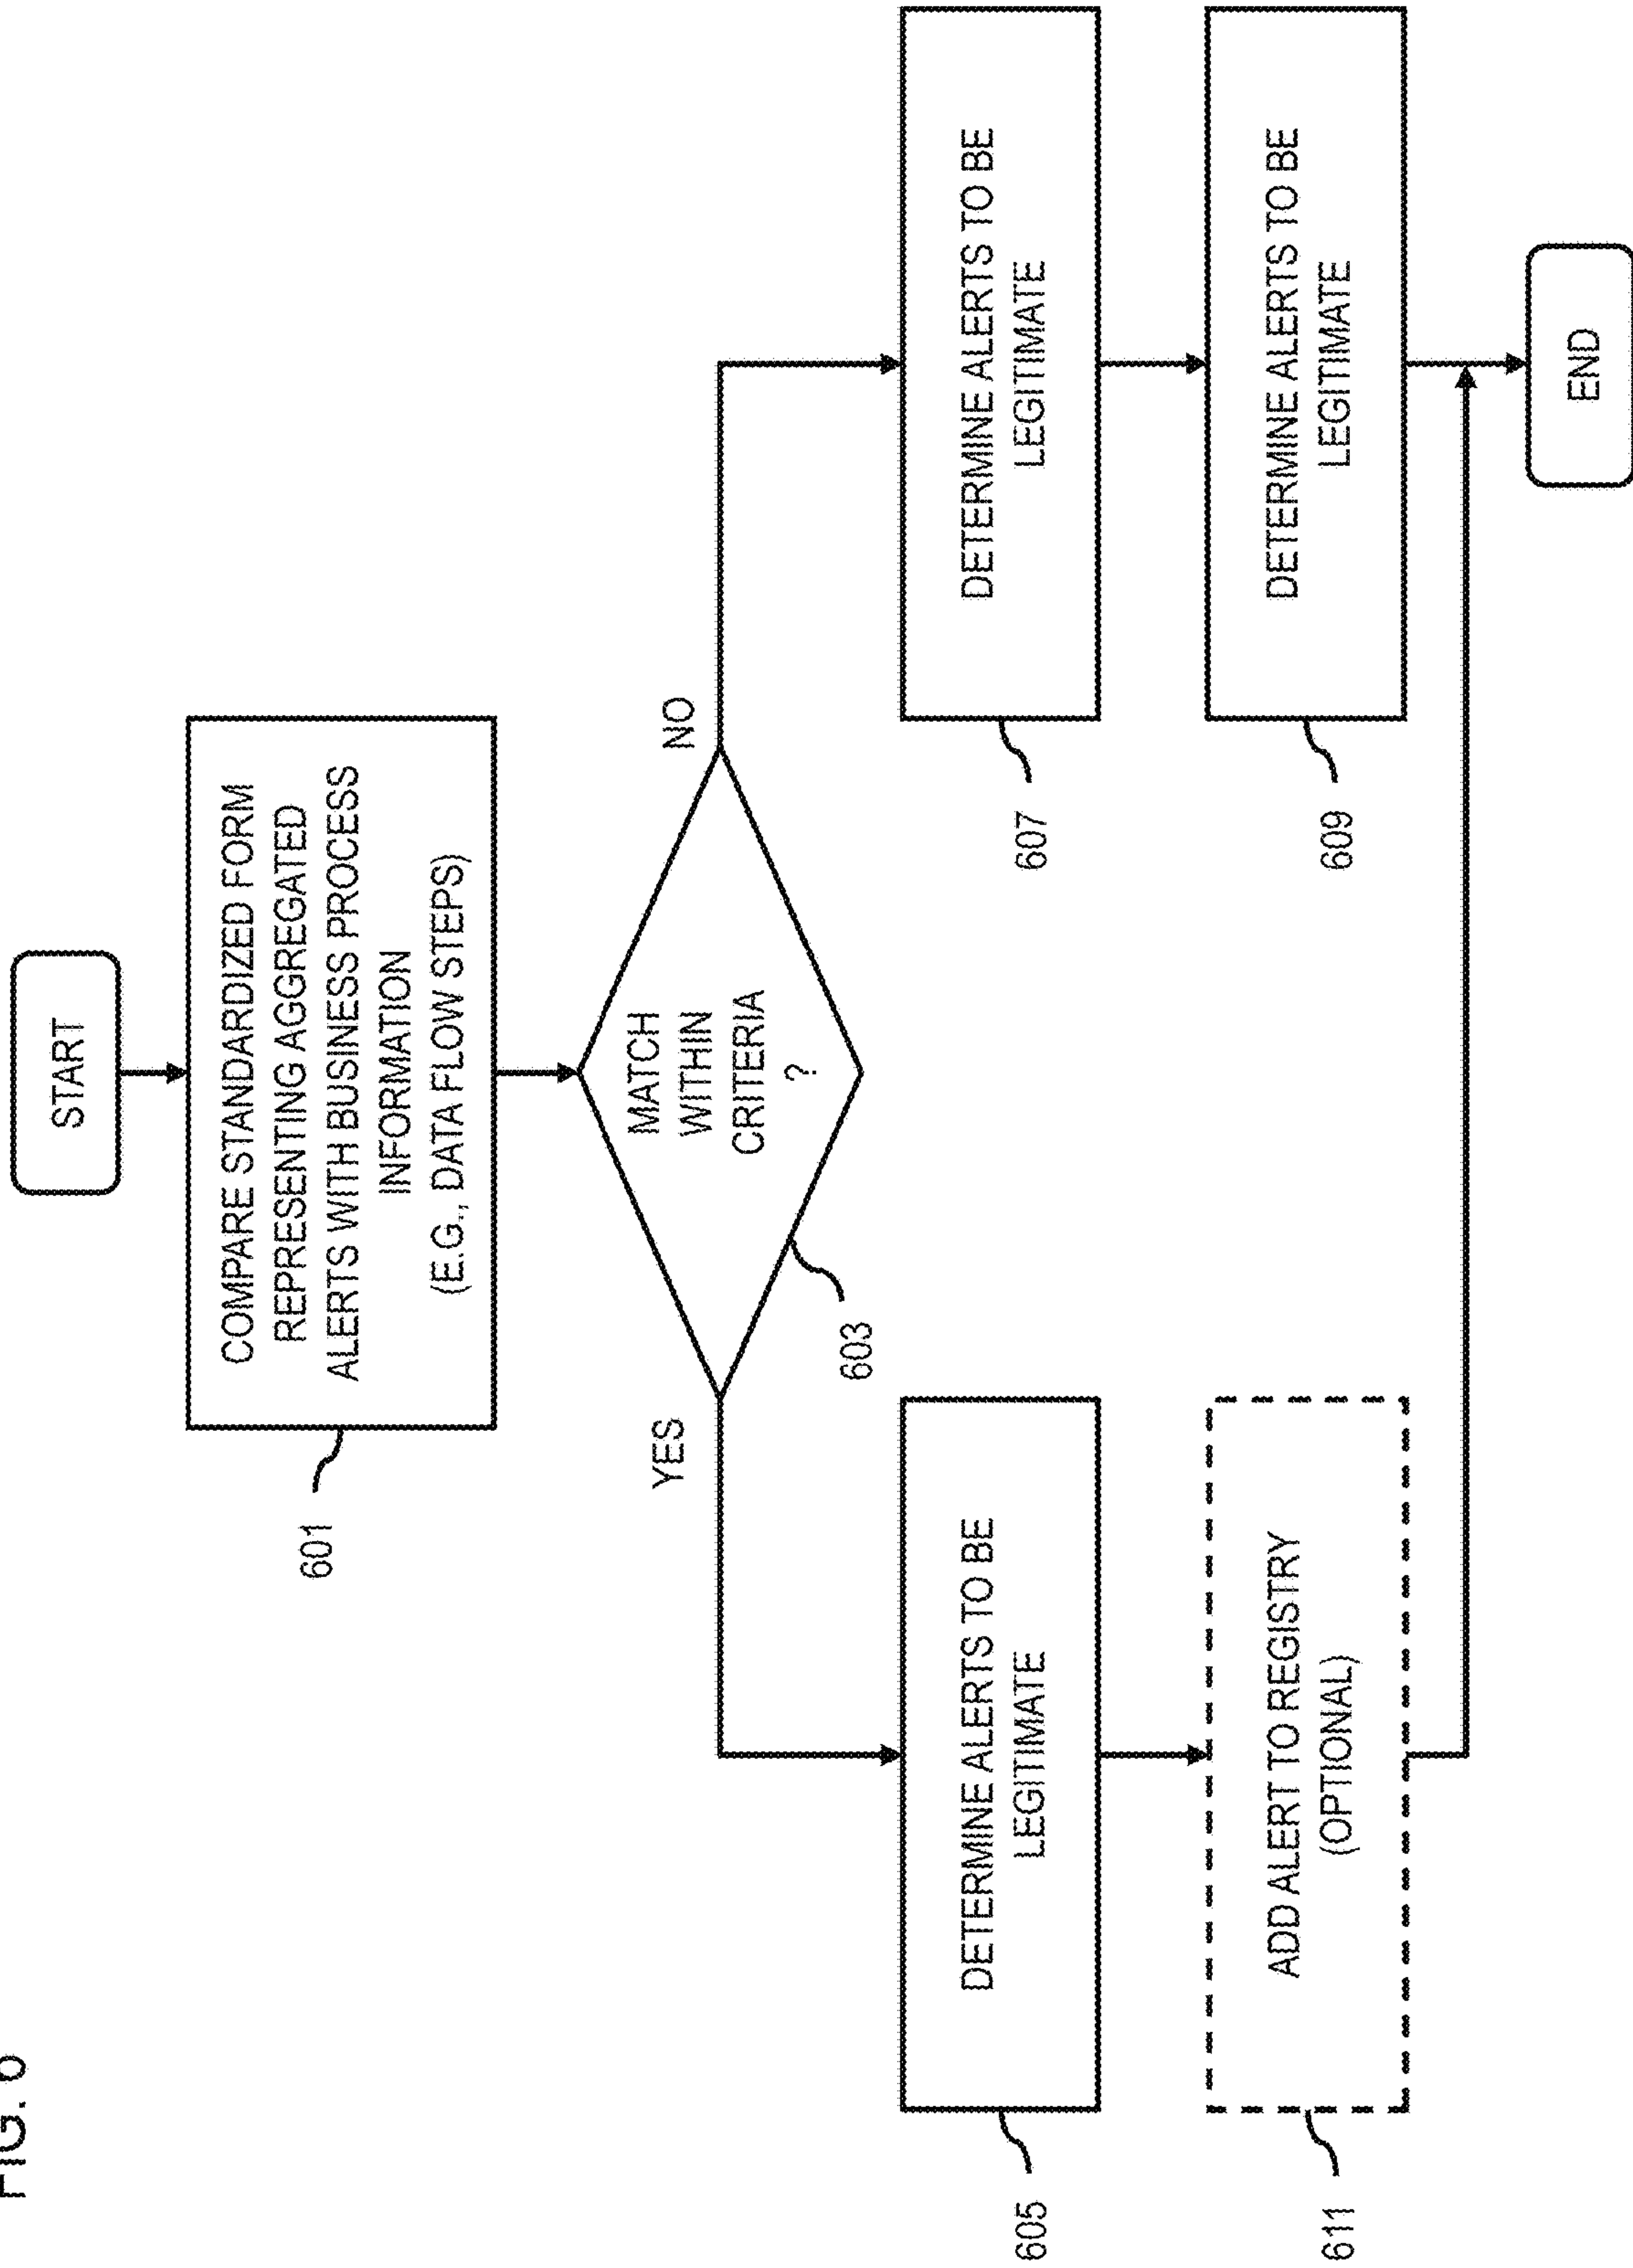 FIG. 6
START
COMPARE STANDARDIZED FORM
REPRESENTING AGGREGATED
ALERTS WITH BUSINESS PROCESS
INFORMATION
(E.G., DATA FLOW STEPS)
601
MATCH
WITHIN
CRITERIA
?
603
YES
NO
DETERMINE ALERTS TO BE
LEGITIMATE
605
DETERMINE ALERTS TO BE
LEGITIMATE
607
ADD ALERT TO REGISTRY
(OPTIONAL)
611
DETERMINE ALERTS TO BE
LEGITIMATE
609
END